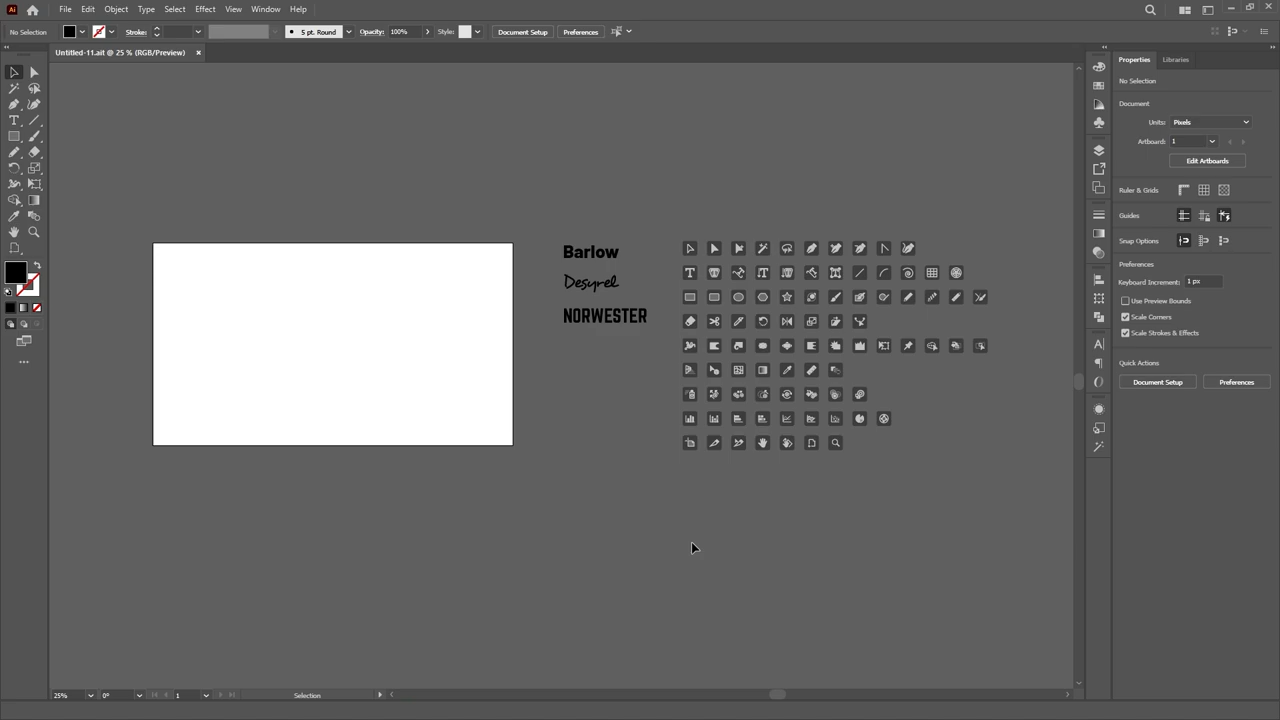 Ai File Edit Object Type Select Effect View Window Help
No Selection Stroke: 5 pt. Round Opacity: 100% Style: Document Setup Preferences
Untitled-11.ait @ 25 % (RGB/Preview) ×
Properties Libraries
No Selection
Document
Units: Pixels
Artboard: 1
Edit Artboards
Ruler & Grids
Guides
Snap Options
Preferences
Keyboard Increment: 1 px
Use Preview Bounds
Scale Corners
Scale Strokes & Effects
Quick Actions
Document Setup Preferences
Barlow
Desyrel
NORWESTER
25% 0° 1 Selection